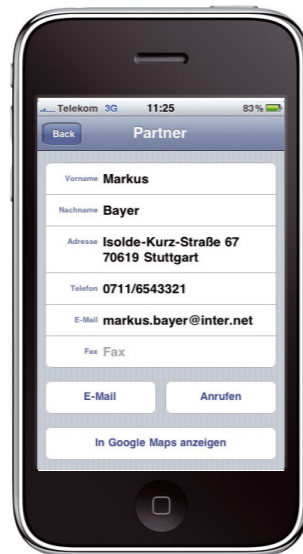 Telekom 3G 11:25 83%
Back Partner
Vorname Markus
Nachname Bayer
Adresse Isolde-Kurz-Straße 67
70619 Stuttgart
Telefon 0711/6543321
E-Mail markus.bayer@inter.net
Fax Fax
E-Mail Anrufen
In Google Maps anzeigen